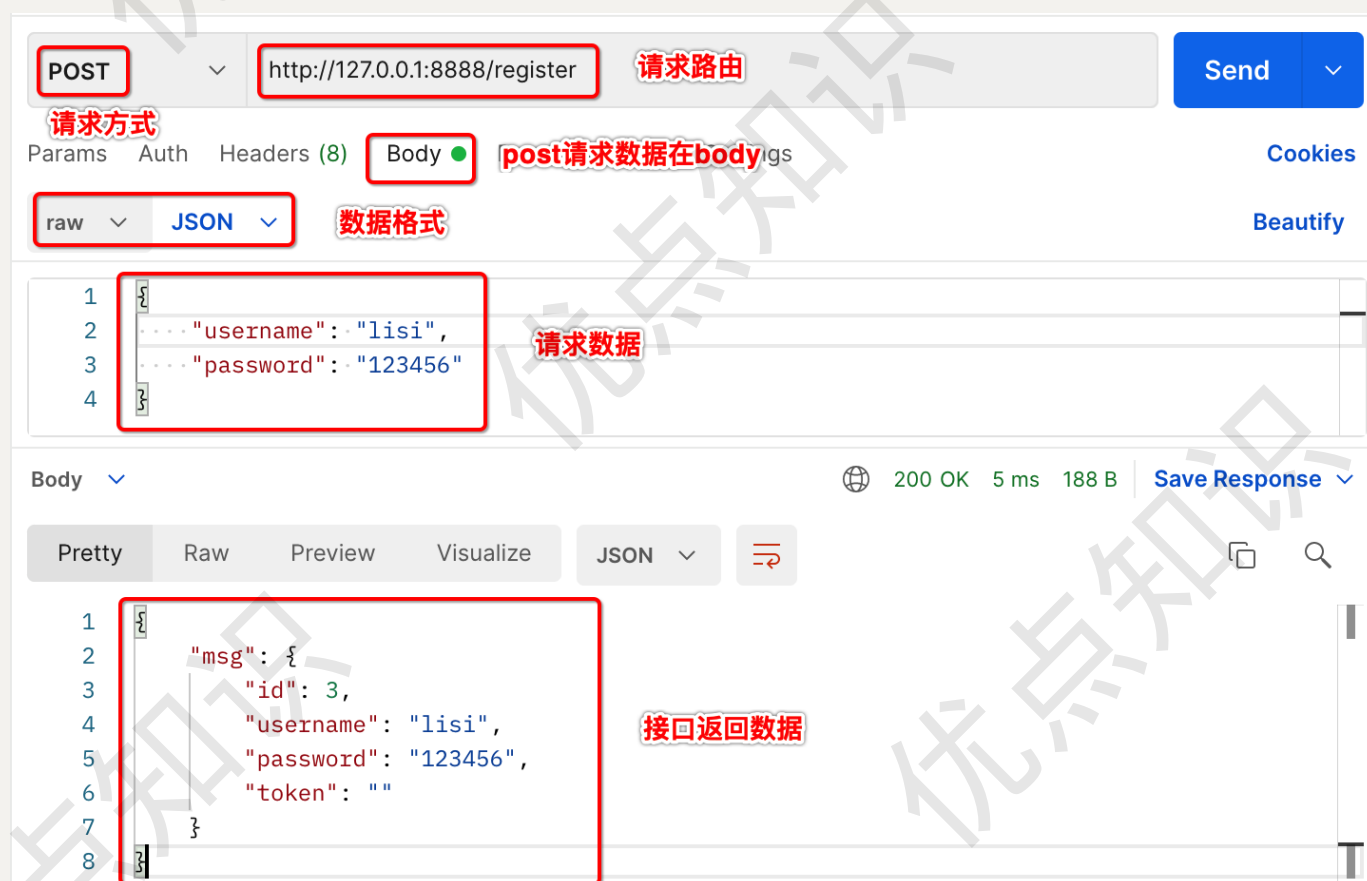 POST http://127.0.0.1:8888/register 请求路由 Send
请求方式
Params Auth Headers (8) Body post请求数据在body gs Cookies
raw JSON 数据格式 Beautify
1 {
2 "username": "lisi", 请求数据
3 "password": "123456"
4 }
Body 200 OK 5 ms 188 B Save Response
Pretty Raw Preview Visualize JSON
1 {
2 "msg": {
3 "id": 3,
4 "username": "lisi", 接口返回数据
5 "password": "123456",
6 "token": ""
7 }
8 }
优点知识
优点知识
优点知识